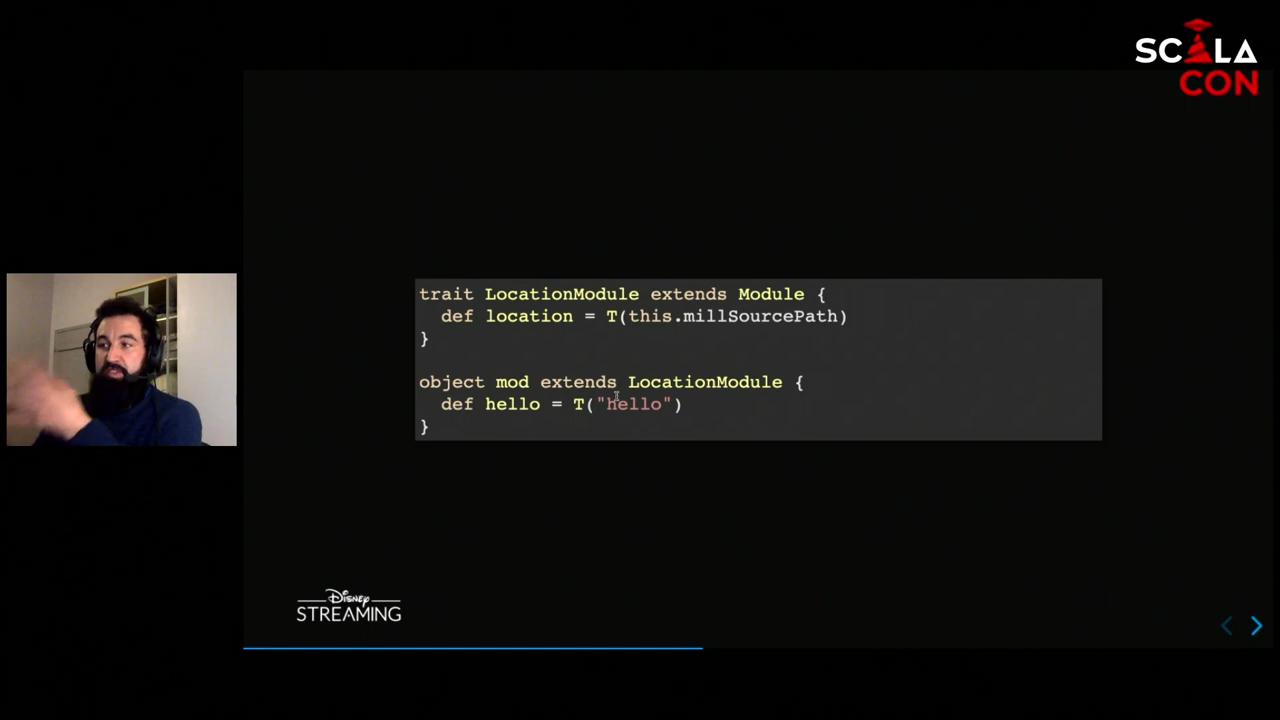 SCALA
CON
trait LocationModule extends Module {
  def location = T(this.millSourcePath)
}
object mod extends LocationModule {
  def hello = T("hello")
}
Disney
STREAMING